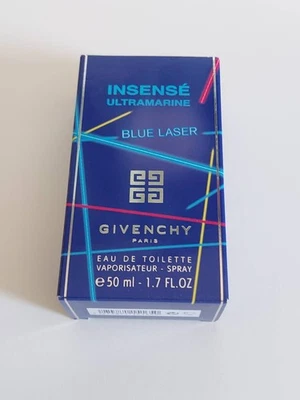 INSENSÉ
ULTRAMARINE
BLUE LASER
GIVENCHY
PARIS
EAU DE TOILETTE
VAPORISATEUR - SPRAY
e 50 ml - 1.7 FL.OZ